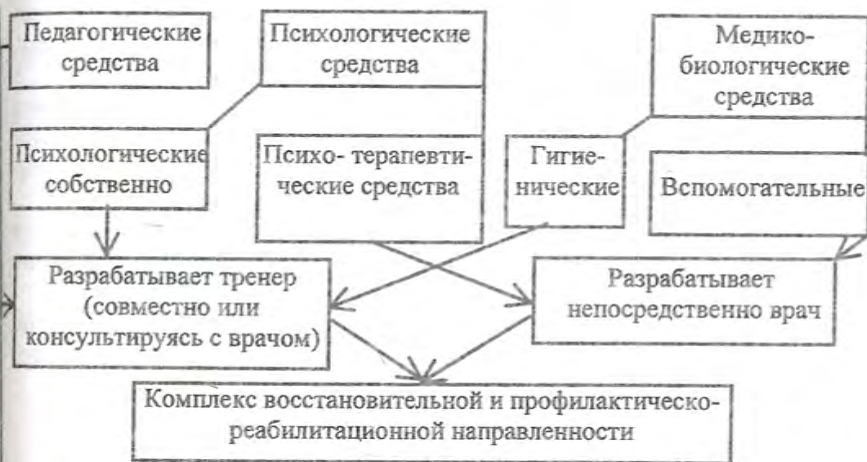 Педагогические
средства
Психологические
средства
Медико-
биологические
средства
Психологические
собственно
Психо- терапевти-
ческие средства
Гигие-
нические
Вспомогательные
Разрабатывает тренер
(совместно или
консультируясь с врачом)
Разрабатывает
непосредственно врач
Комплекс восстановительной и профилактическо-
реабилитационной направленности